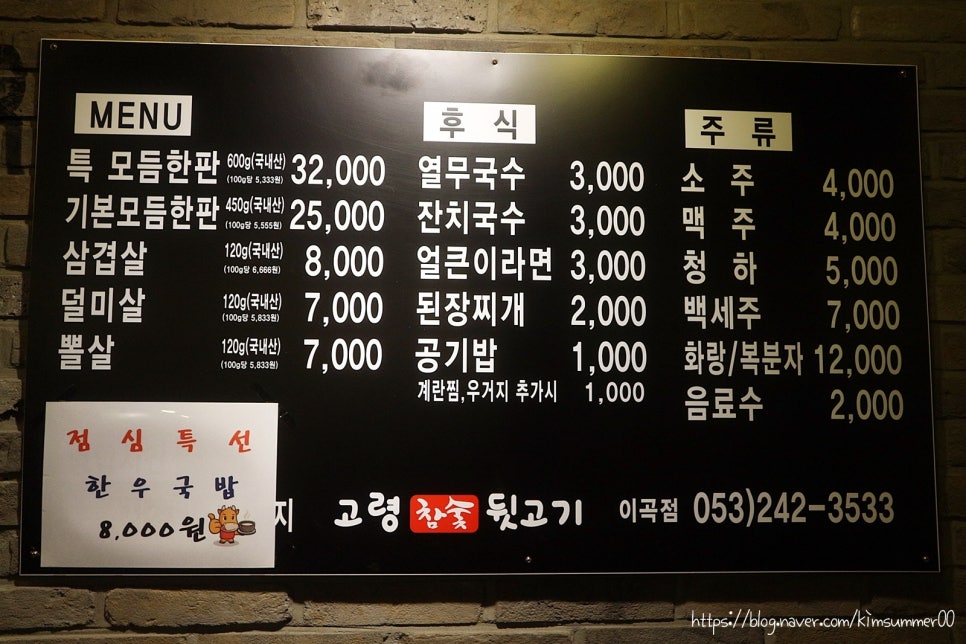 MENU
특 모듬한판 600g(국내산) (100g당 5,333원) 32,000
기본모듬한판 450g(국내산) (100g당 5,555원) 25,000
삼겹살 120g(국내산) (100g당 6,666원) 8,000
덜미살 120g(국내산) (100g당 5,833원) 7,000
뽈살 120g(국내산) (100g당 5,833원) 7,000
후 식
열무국수 3,000
잔치국수 3,000
얼큰이라면 3,000
된장찌개 2,000
공기밥 1,000
계란찜,우거지 추가시 1,000
주 류
소 주 4,000
맥 주 4,000
청 하 5,000
백세주 7,000
화랑/복분자 12,000
음료수 2,000
점 심 특 선
한 우 국 밥
8,000원
지 고령 참숯 뒷고기 이곡점 053)242-3533
https://blog.naver.com/kimsummer00